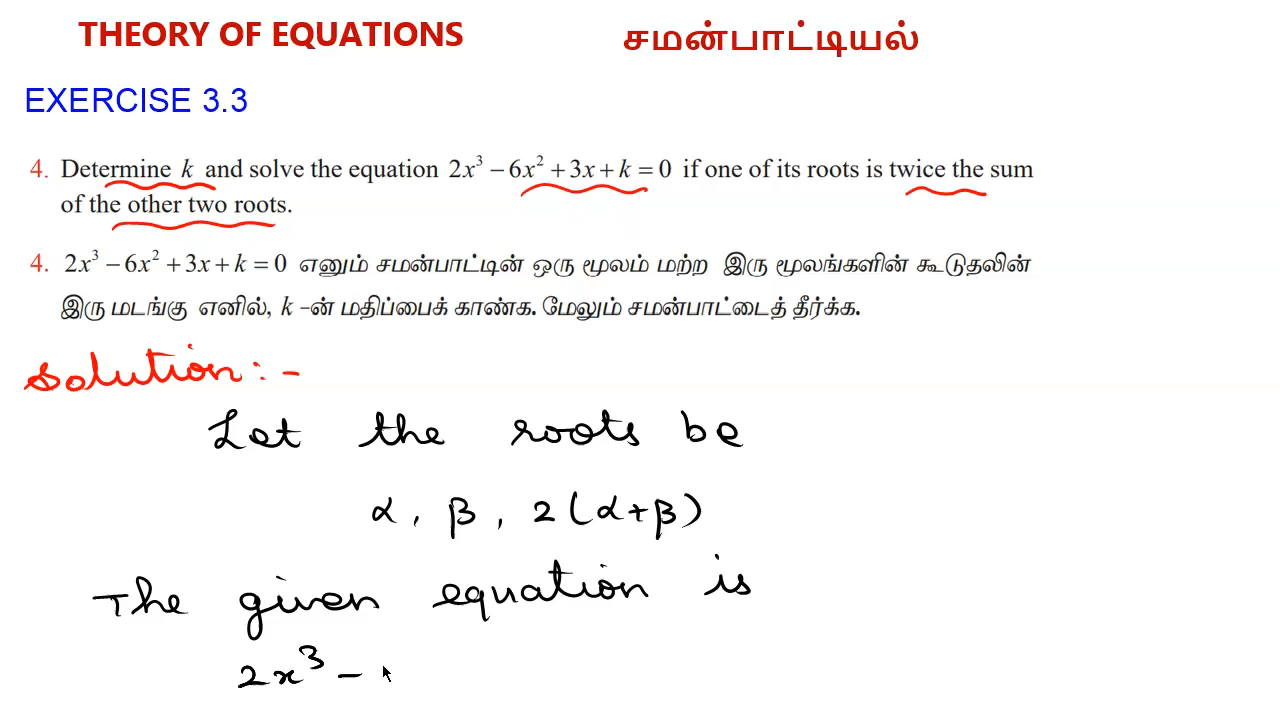 THEORY OF EQUATIONS சமன்பாட்டியல்
EXERCISE 3.3
4. Determine k and solve the equation 2x³ − 6x² + 3x + k = 0 if one of its roots is twice the sum
of the other two roots.
4. 2x³ − 6x² + 3x + k = 0 எனும் சமன்பாட்டின் ஒரு மூலம் மற்ற இரு மூலங்களின் கூடுதலின்
இரு மடங்கு எனில், k –ன் மதிப்பைக் காண்க. மேலும் சமன்பாட்டைத் தீர்க்க.
Solution:-
Let the roots be
α, β, 2(α+β)
The given equation is
2x³ −